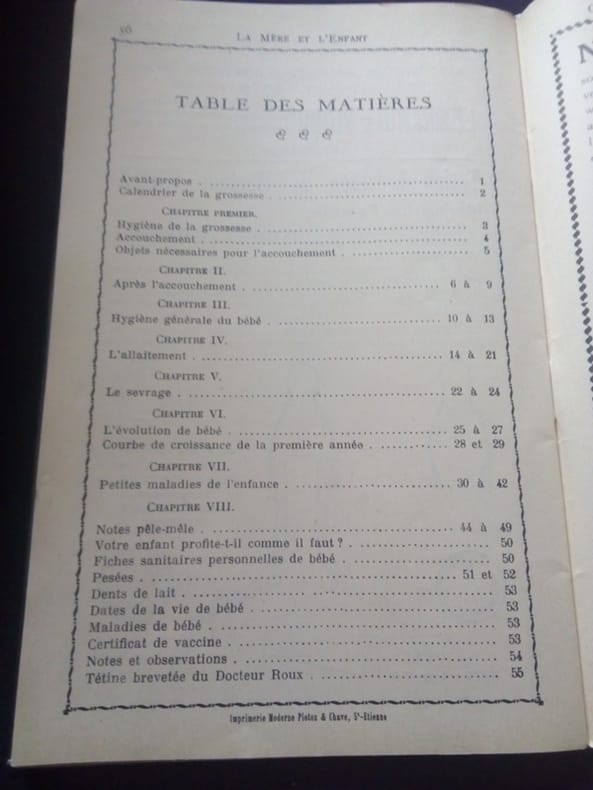 56
LA MÈRE ET L'ENFANT
TABLE DES MATIÈRES
Avant-propos . 1
Calendrier de la grossesse . 2
CHAPITRE PREMIER.
Hygiène de la grossesse . 3
Accouchement . 4
Objets nécessaires pour l'accouchement . 5
CHAPITRE II.
Après l'accouchement . 6 à 9
CHAPITRE III.
Hygiène générale du bébé . 10 à 13
CHAPITRE IV.
L'allaitement . 14 à 21
CHAPITRE V.
Le sevrage . 22 à 24
CHAPITRE VI.
L'évolution de bébé . 25 à 27
Courbe de croissance de la première année . 28 et 29
CHAPITRE VII.
Petites maladies de l'enfance . 30 à 42
CHAPITRE VIII.
Notes pêle-mêle . 44 à 49
Votre enfant profite-t-il comme il faut ? . 50
Fiches sanitaires personnelles de bébé . 50
Pesées . 51 et 52
Dents de lait . 53
Dates de la vie de bébé . 53
Maladies de bébé . 53
Certificat de vaccine . 53
Notes et observations . 54
Tétine brevetée du Docteur Roux . 55
Imprimerie Moderne Ploton & Chave, St-Etienne